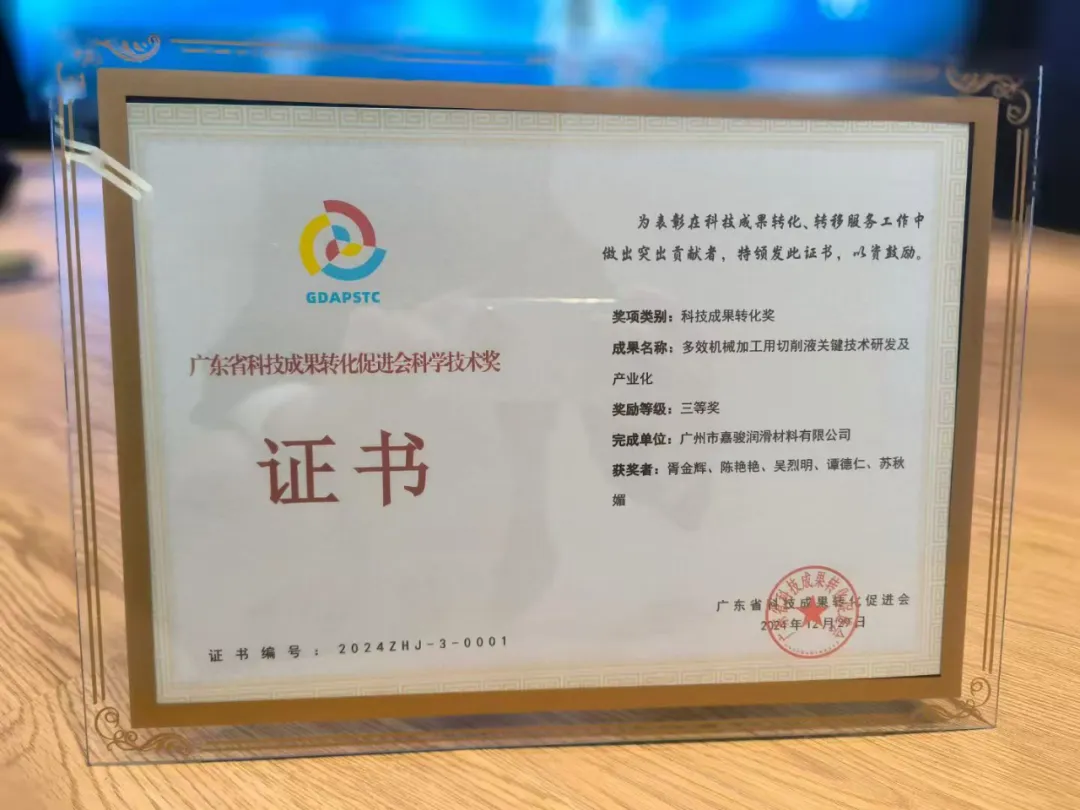 GDAPSTC
广东省科技成果转化促进会科学技术奖
证书
证书编号：2024ZHJ-3-0001
为表彰在科技成果转化、转移服务工作中
做出突出贡献者，特颁发此证书，以资鼓励。
奖项类别：科技成果转化奖
成果名称：多效机械加工用切削液关键技术研发及
产业化
奖励等级：三等奖
完成单位：广州市嘉骏润滑材料有限公司
获奖者：胥金辉、陈艳艳、吴烈明、谭德仁、苏秋
媚
广东省科技成果转化促进会
2024年12月27日